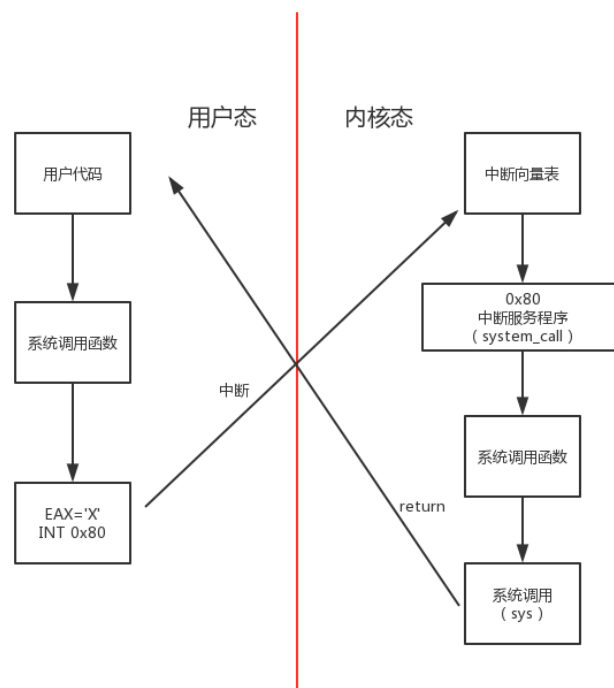 用户态
内核态
用户代码
系统调用函数
EAX='X'
INT 0x80
中断
中断向量表
0x80
中断服务程序
（system_call）
系统调用函数
return
系统调用
（sys）